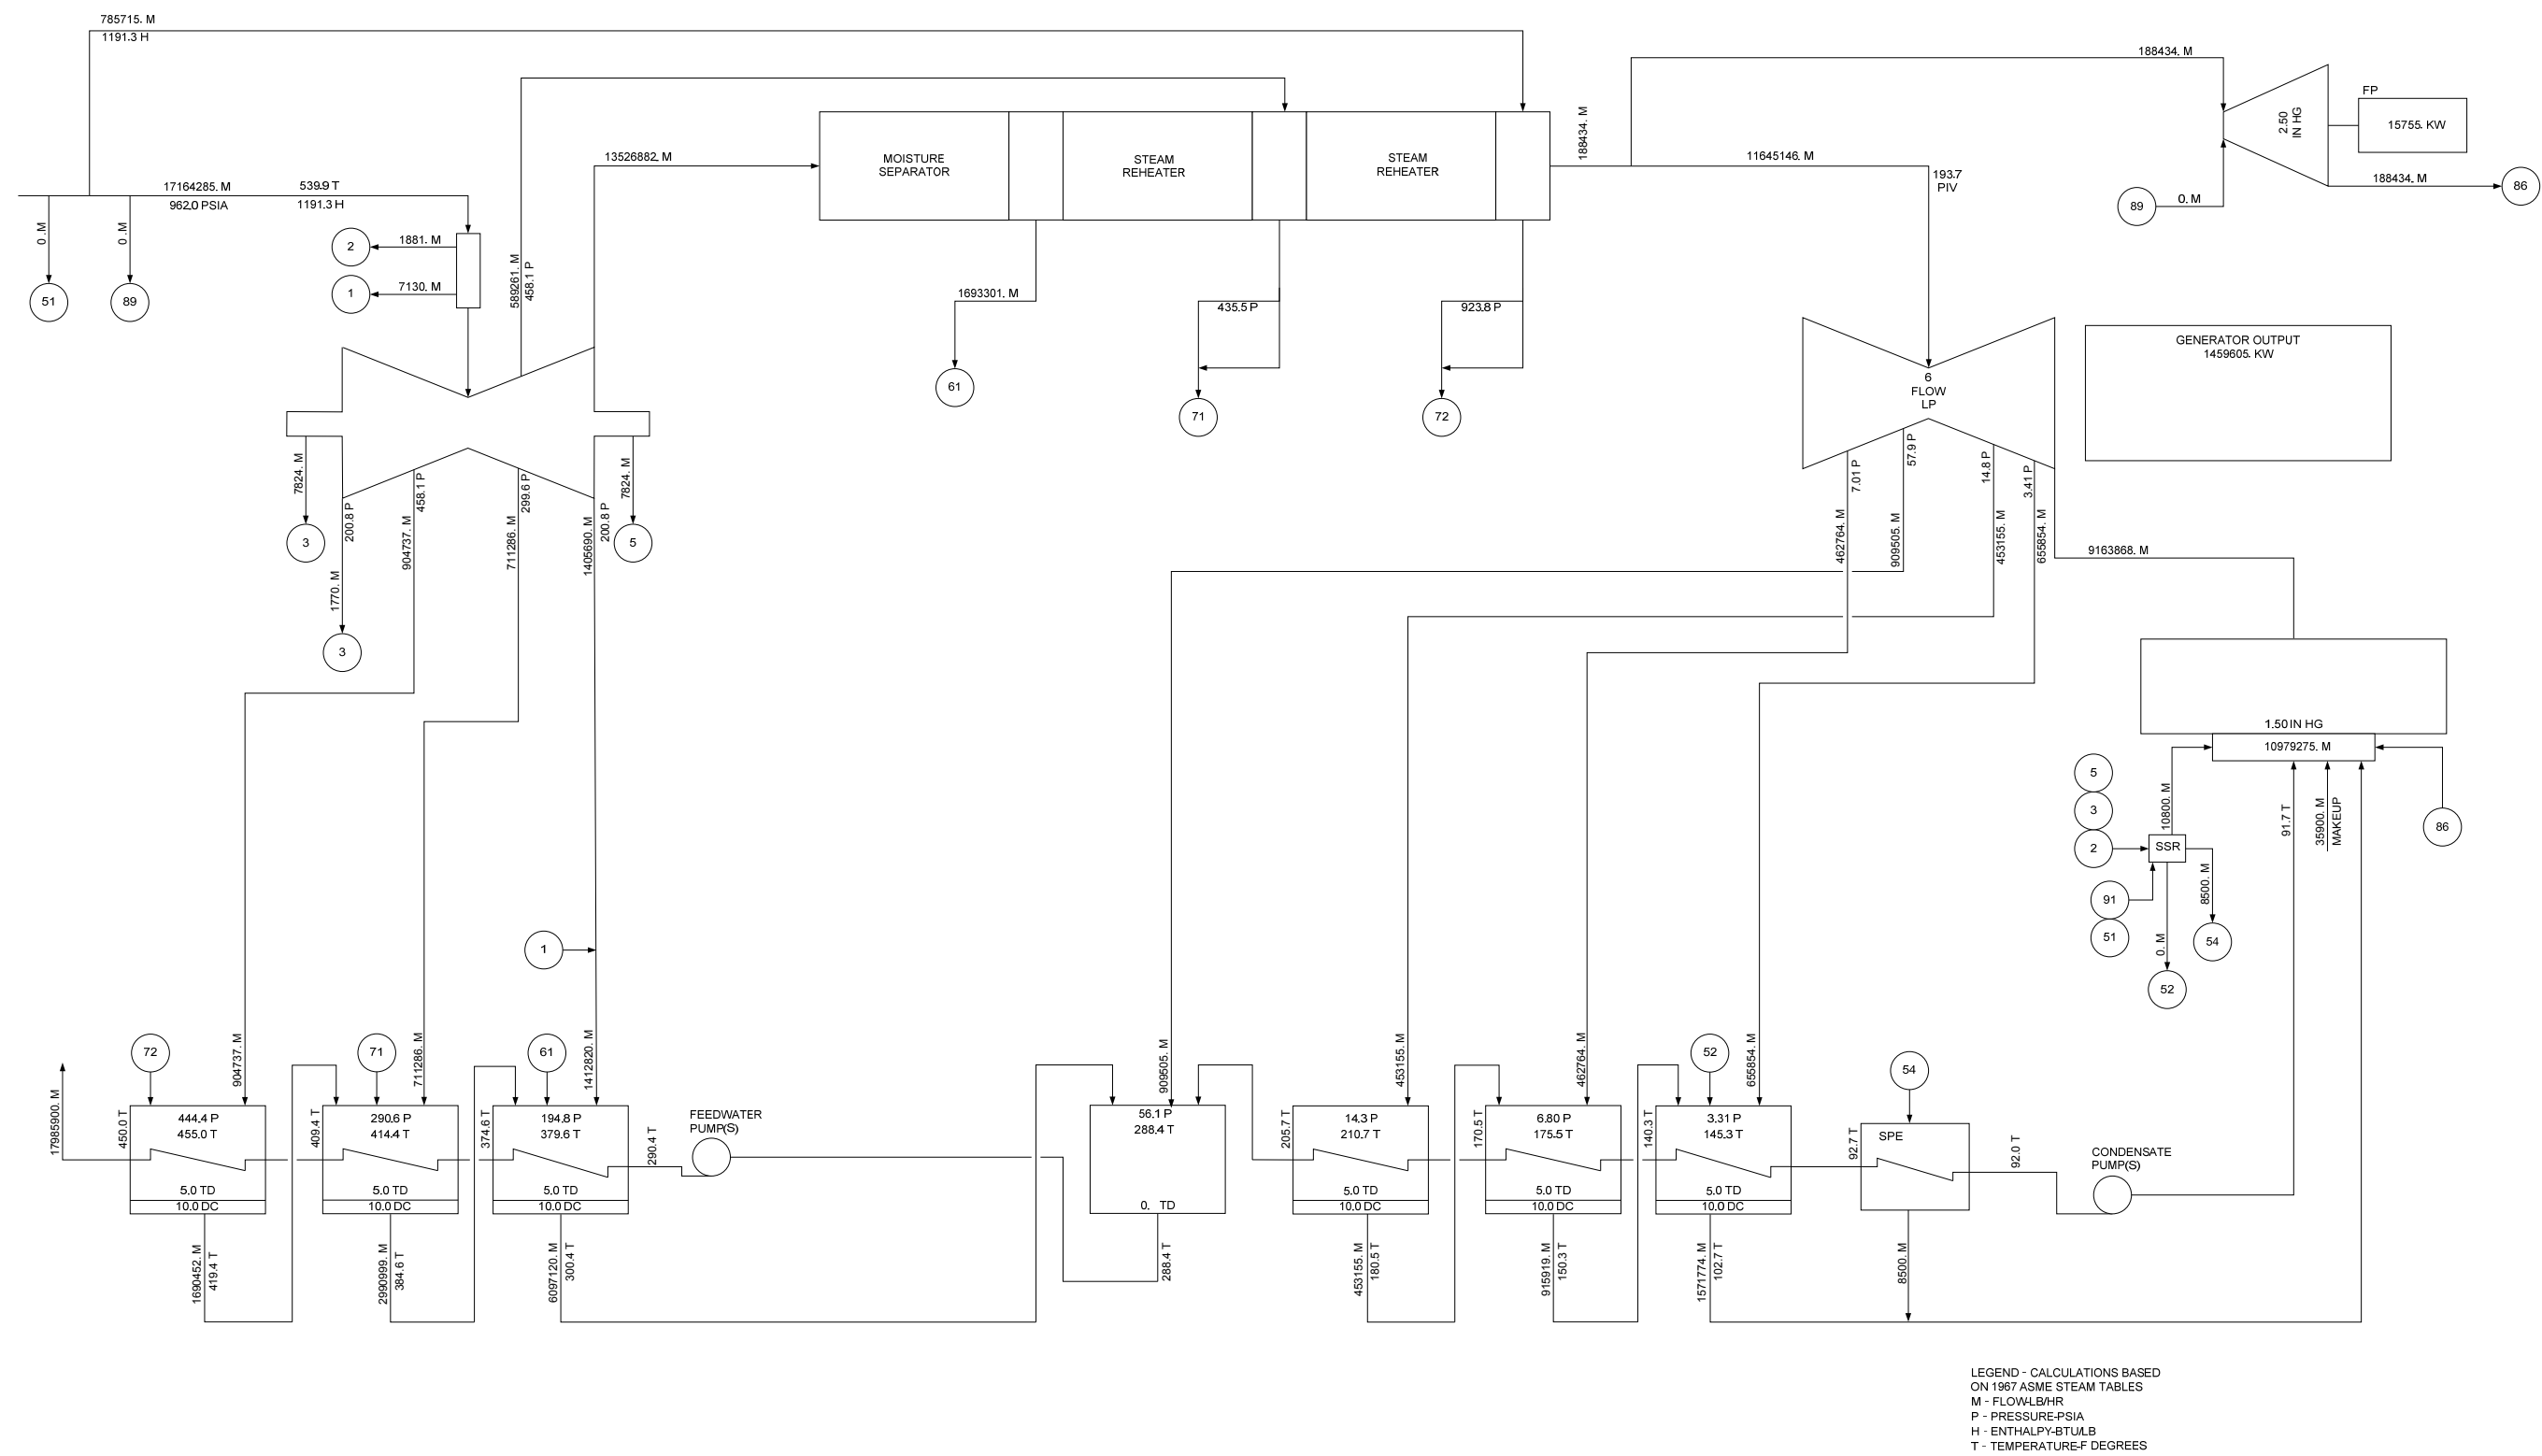 785715. M
1191.3 H
188434. M
13526882. M
MOISTURE
SEPARATOR
STEAM
REHEATER
STEAM
REHEATER
188434. M
11645146. M
193.7
PIV
2.50
IN HG
FP
15755. KW
188434. M
86
89
0. M
17164285. M
539.9 T
962.0 PSIA
1191.3 H
0 .M
0 .M
51
89
2
1881. M
1
7130. M
589261. M
458.1 P
1693301. M
61
435.5 P
71
923.8 P
72
6
FLOW
LP
GENERATOR OUTPUT
1459605. KW
7824. M
3
1770. M
200.8 P
3
904737. M
458.1 P
711286. M
299.6 P
1405690. M
200.8 P
7824. M
5
462764. M
7.01 P
909505. M
57.9 P
453155. M
14.8 P
655854. M
3.41 P
9163868. M
1.50 IN HG
10979275. M
5
3
2
SSR
10800. M
91
51
8500. M
54
0. M
52
91.7 T
35900. M
MAKEUP
86
1
72
904737. M
71
711286. M
61
1412820. M
909505. M
453155. M
462764. M
52
655854. M
54
17985900. M
450.0 T
444.4 P
455.0 T
5.0 TD
10.0 DC
409.4 T
290.6 P
414.4 T
5.0 TD
10.0 DC
374.6 T
194.8 P
379.6 T
5.0 TD
10.0 DC
290.4 T
FEEDWATER
PUMP(S)
56.1 P
288.4 T
0. TD
205.7 T
14.3 P
210.7 T
5.0 TD
10.0 DC
170.5 T
6.80 P
175.5 T
5.0 TD
10.0 DC
140.3 T
3.31 P
145.3 T
5.0 TD
10.0 DC
92.7 T
SPE
92.0 T
CONDENSATE
PUMP(S)
1690452. M
419.4 T
2990999. M
384.6 T
6097120. M
300.4 T
288.4 T
453155. M
180.5 T
915919. M
150.3 T
1571774. M
102.7 T
8500. M
LEGEND - CALCULATIONS BASED
ON 1967 ASME STEAM TABLES
M - FLOW-LB/HR
P - PRESSURE-PSIA
H - ENTHALPY-BTU/LB
T - TEMPERATURE-F DEGREES